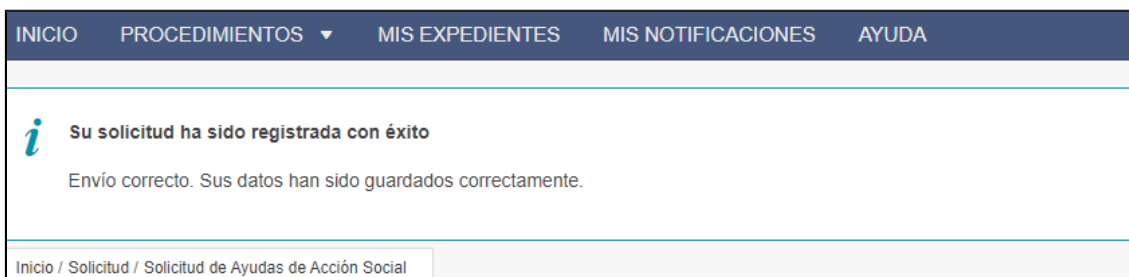 INICIO PROCEDIMIENTOS ▼ MIS EXPEDIENTES MIS NOTIFICACIONES AYUDA
i Su solicitud ha sido registrada con éxito
Envío correcto. Sus datos han sido guardados correctamente.
Inicio / Solicitud / Solicitud de Ayudas de Acción Social